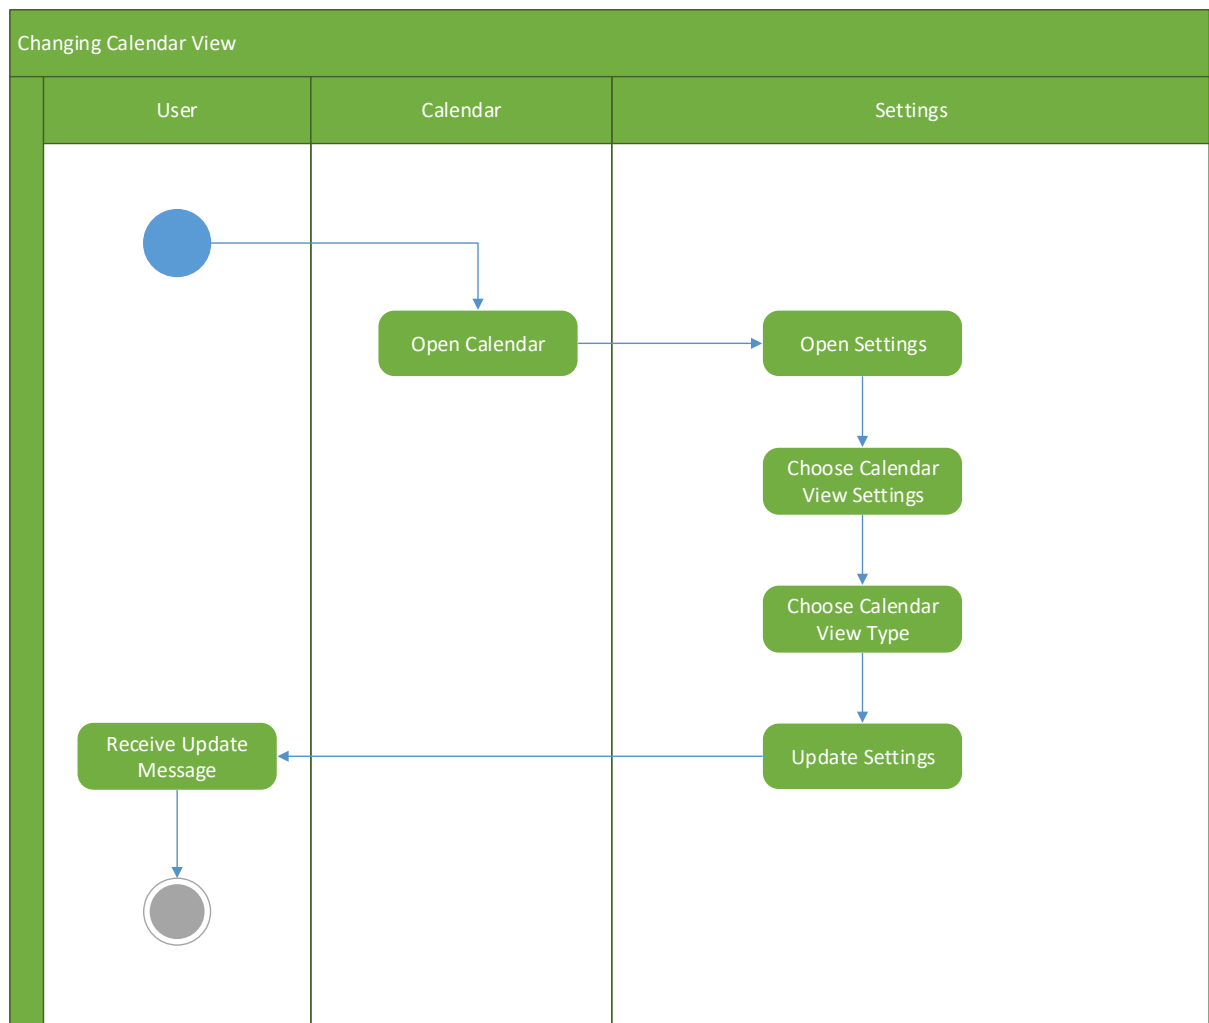 Changing Calendar View
User
Calendar
Settings
Open Calendar
Open Settings
Choose Calendar
View Settings
Choose Calendar
View Type
Receive Update
Message
Update Settings